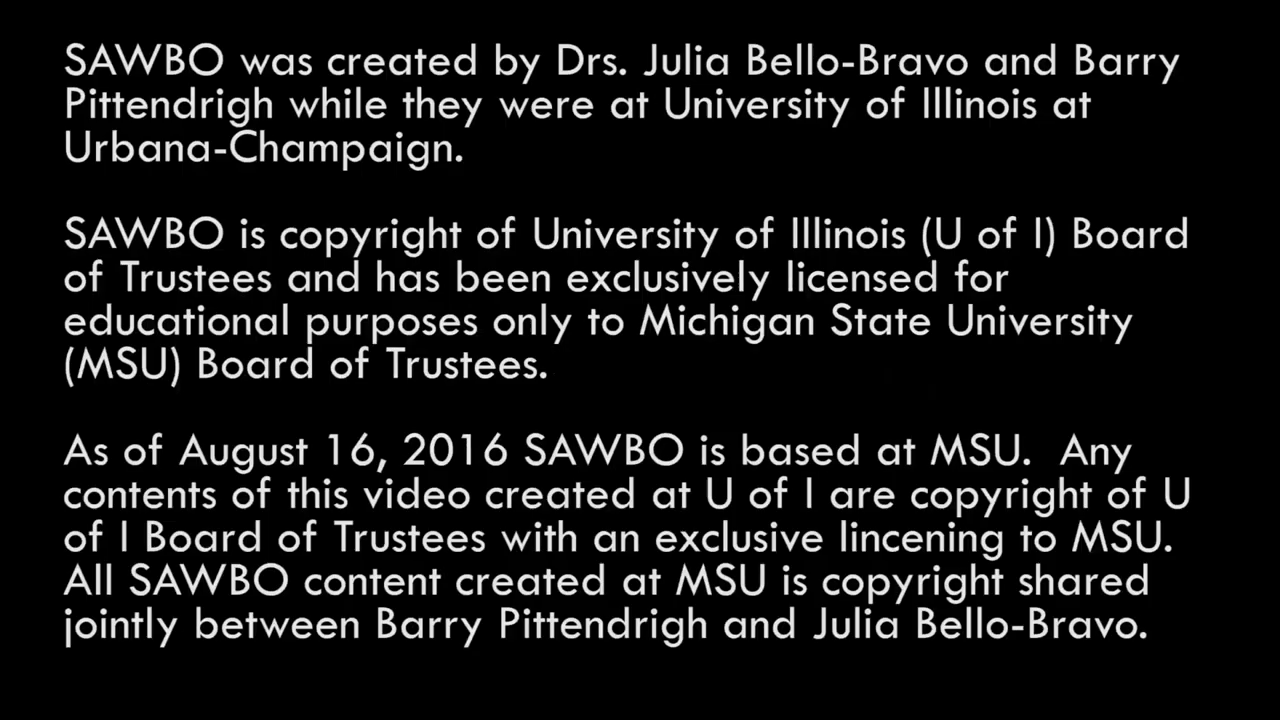 SAWBO was created by Drs. Julia Bello-Bravo and Barry
Pittendrigh while they were at University of Illinois at
Urbana-Champaign.
SAWBO is copyright of University of Illinois (U of I) Board
of Trustees and has been exclusively licensed for
educational purposes only to Michigan State University
(MSU) Board of Trustees.
As of August 16, 2016 SAWBO is based at MSU.  Any
contents of this video created at U of I are copyright of U
of I Board of Trustees with an exclusive lincening to MSU.
All SAWBO content created at MSU is copyright shared
jointly between Barry Pittendrigh and Julia Bello-Bravo.